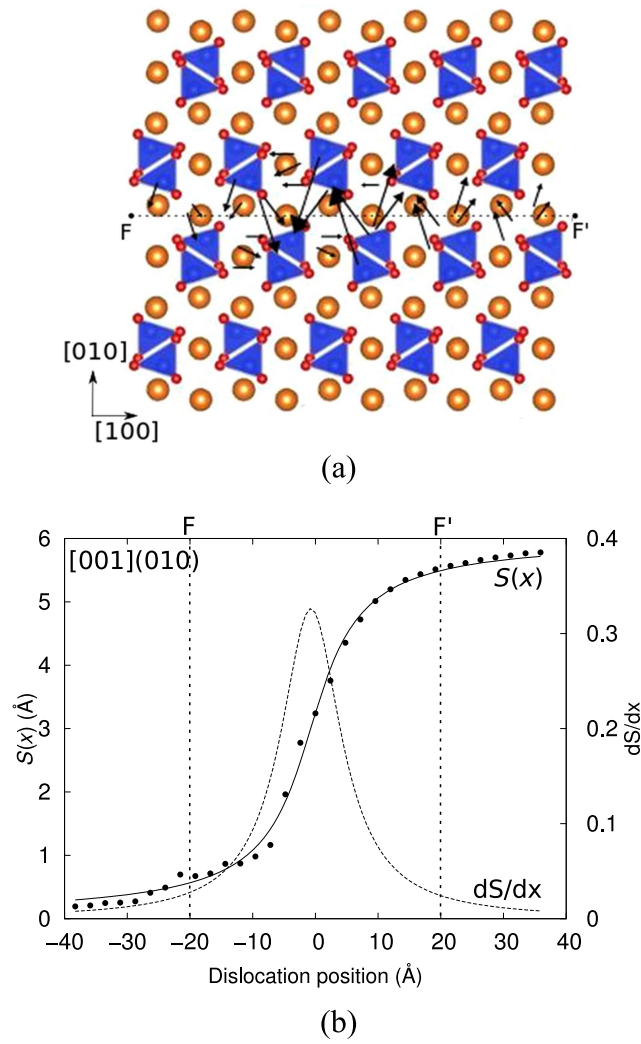 F
F'
[010]
[100]
(a)
F
F'
[001](010)
S(x)
dS/dx
6
5
4
3
2
1
0
S(x) (Å)
0.4
0.3
0.2
0.1
0
dS/dx
−40 −30 −20 −10 0 10 20 30 40
Dislocation position (Å)
(b)